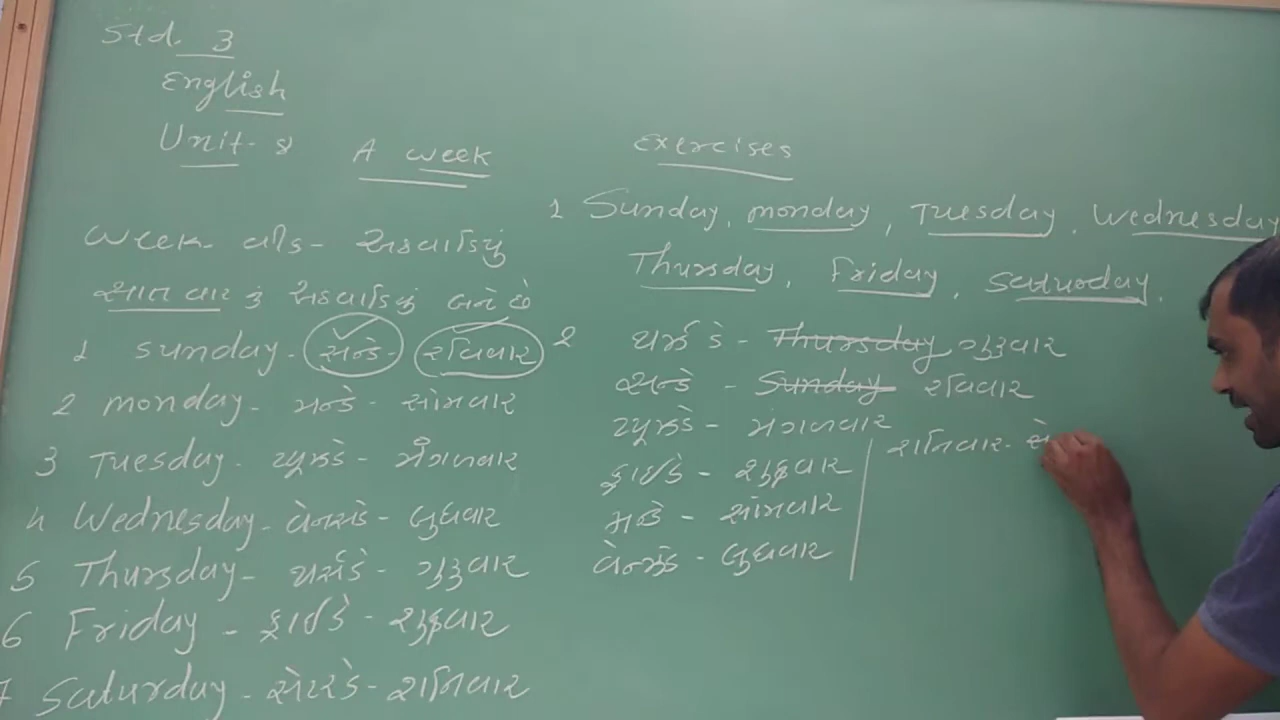 Std. 3
English
Unit - 8
A week
week - વીક - અઠવાડિયું
સાત વાર નું અઠવાડિયું બને છે
1 sunday - સન્ડે - રવિવાર
2 monday - મન્ડે - સોમવાર
3 Tuesday - ટ્યૂઝડે - મંગળવાર
4 Wednesday - વેન્સડે - બુધવાર
5 Thursday - થર્સડે - ગુરુવાર
6 Friday - ફ્રાઇડે - શુક્રવાર
7 Saturday - સેટરડે - શનિવાર
Exercises
1 Sunday, monday, Tuesday, Wednesday
Thursday, Friday, Saturday.
2 થર્સડે - Thursday ગુરુવાર
સન્ડે - Sunday રવિવાર
ટ્યૂઝડે - મંગળવાર
ફ્રાઇડે - શુક્રવાર
મન્ડે - સોમવાર
વેન્સડે - બુધવાર
શનિવાર - સે